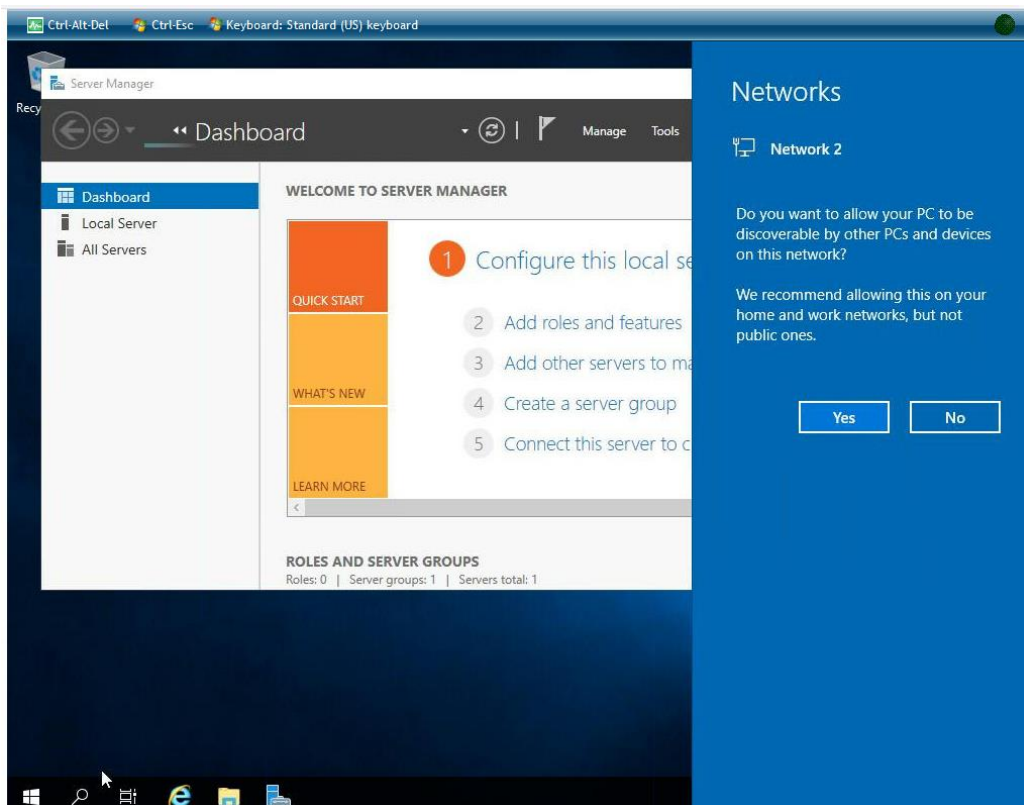 Ctrl-Alt-Del Ctrl-Esc Keyboard: Standard (US) keyboard
Recy
Server Manager
Dashboard
Manage Tools
Dashboard
Local Server
All Servers
WELCOME TO SERVER MANAGER
QUICK START
WHAT'S NEW
LEARN MORE
1 Configure this local se
2 Add roles and features
3 Add other servers to ma
4 Create a server group
5 Connect this server to c
ROLES AND SERVER GROUPS
Roles: 0 | Server groups: 1 | Servers total: 1
Networks
Network 2
Do you want to allow your PC to be
discoverable by other PCs and devices
on this network?
We recommend allowing this on your
home and work networks, but not
public ones.
Yes No